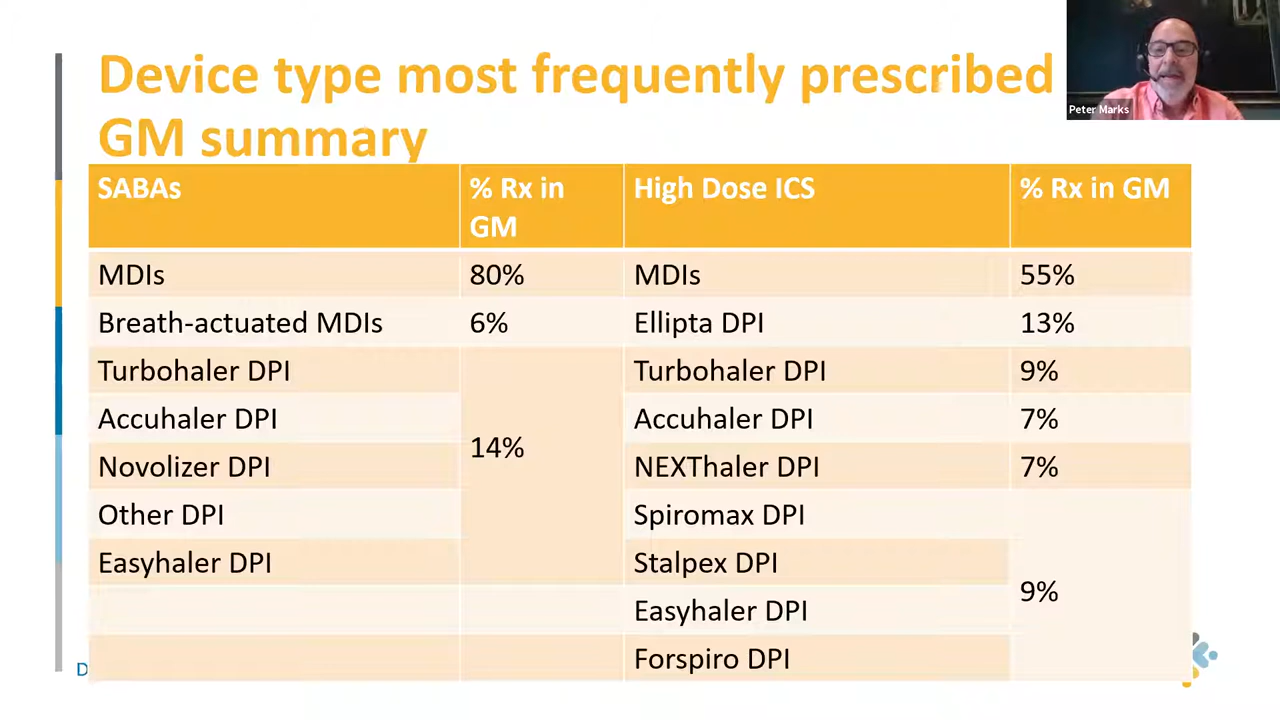 Device type most frequently prescribed
GM summary
Peter Marks
SABAs
% Rx in
GM
High Dose ICS
% Rx in GM
MDIs
80%
MDIs
55%
Breath-actuated MDIs
6%
Ellipta DPI
13%
Turbohaler DPI
14%
Turbohaler DPI
9%
Accuhaler DPI
Accuhaler DPI
7%
Novolizer DPI
NEXThaler DPI
7%
Other DPI
Spiromax DPI
9%
Easyhaler DPI
Stalpex DPI
Easyhaler DPI
Forspiro DPI
D